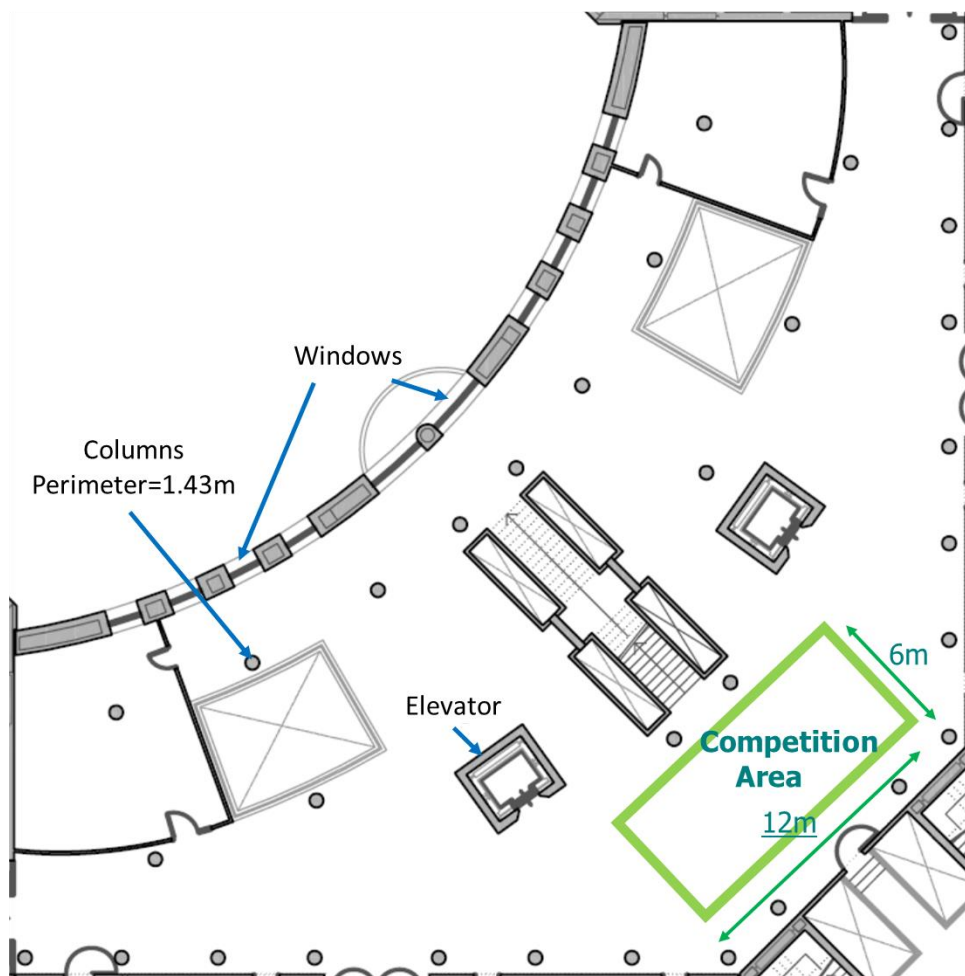 Windows
Columns
Perimeter=1.43m
Elevator
6m
Competition
Area
12m